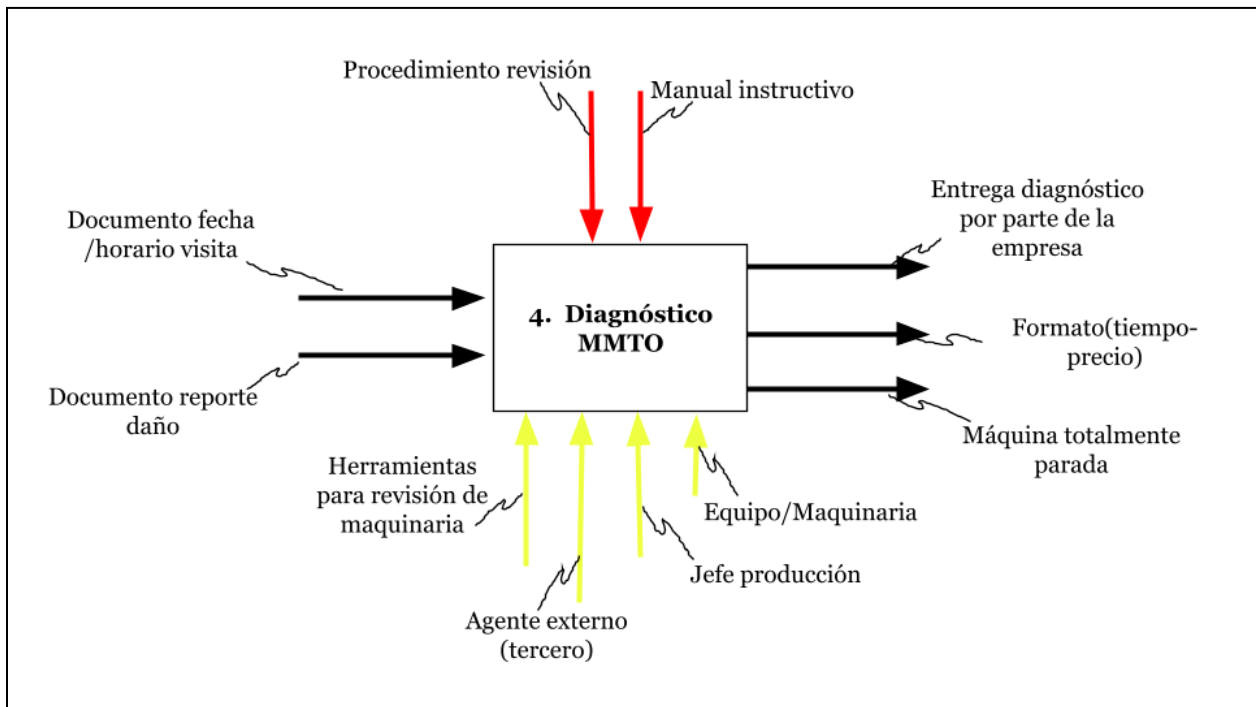 Procedimiento revisión
Manual instructivo
Documento fecha
/horario visita
Documento reporte
daño
4. Diagnóstico
MMTO
Entrega diagnóstico
por parte de la
empresa
Formato(tiempo-
precio)
Máquina totalmente
parada
Herramientas
para revisión de
maquinaria
Agente externo
(tercero)
Jefe producción
Equipo/Maquinaria